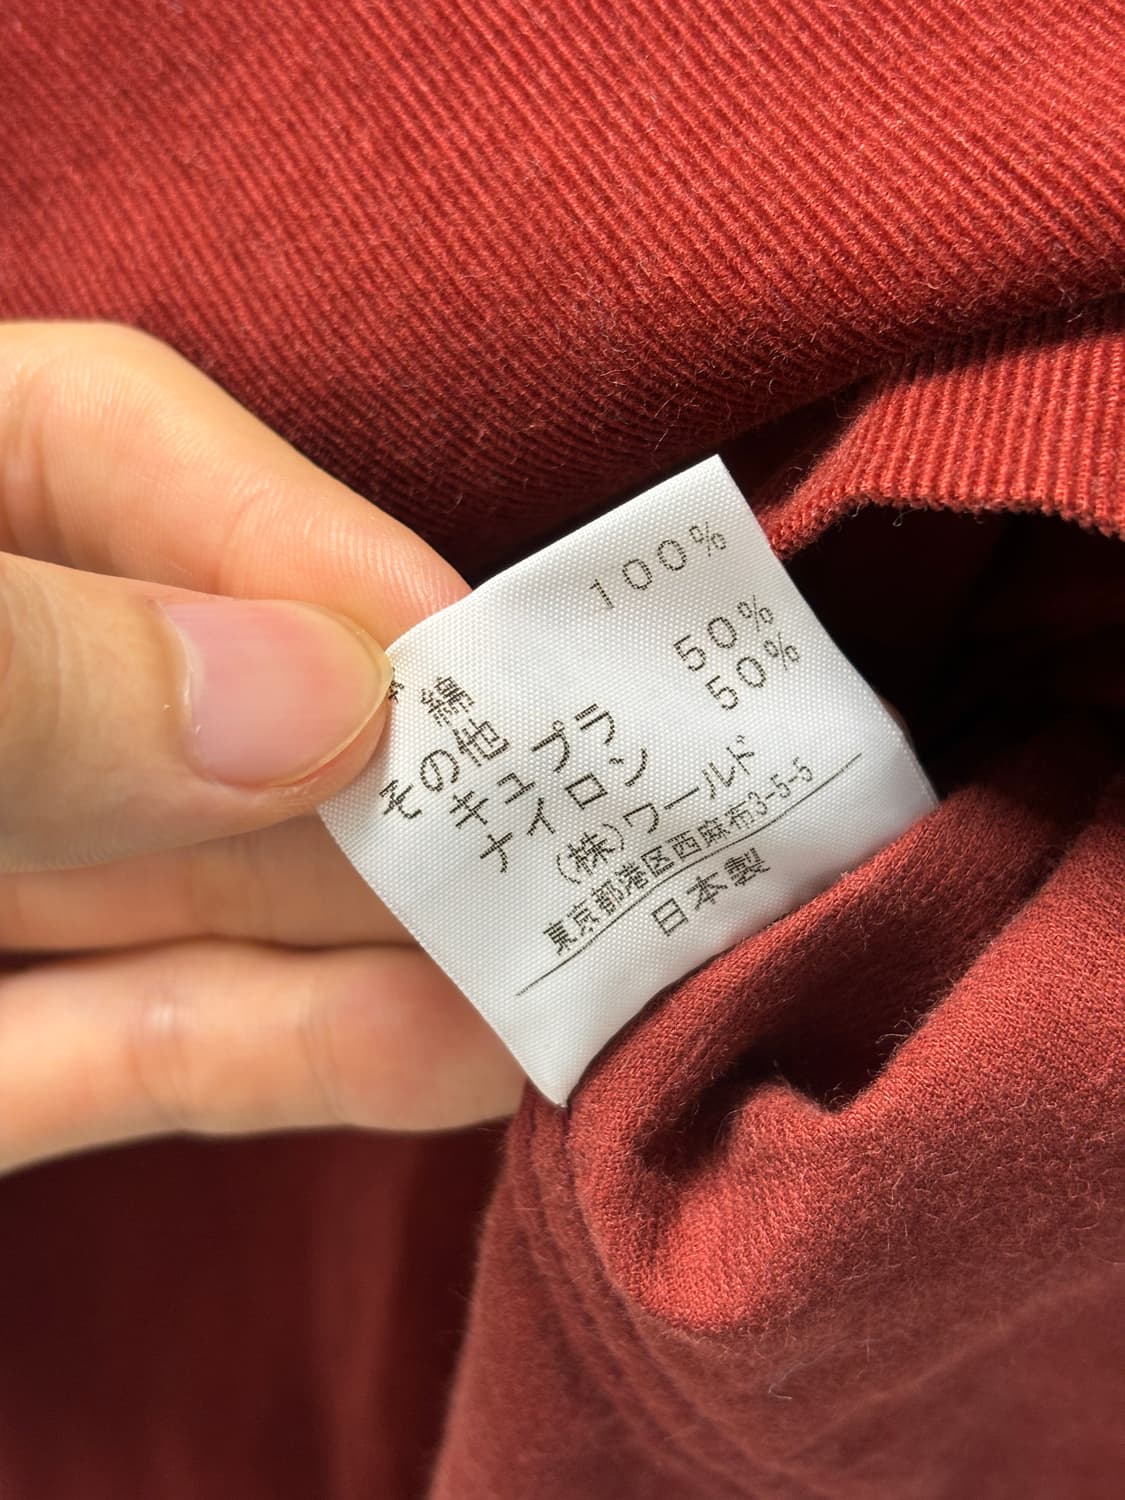 綿 100%
その他
キュプラ 50%
ナイロン 50%
(株)ワールド
東京都港区西麻布3-5-5
日本製